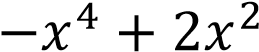 −x⁴ + 2x²